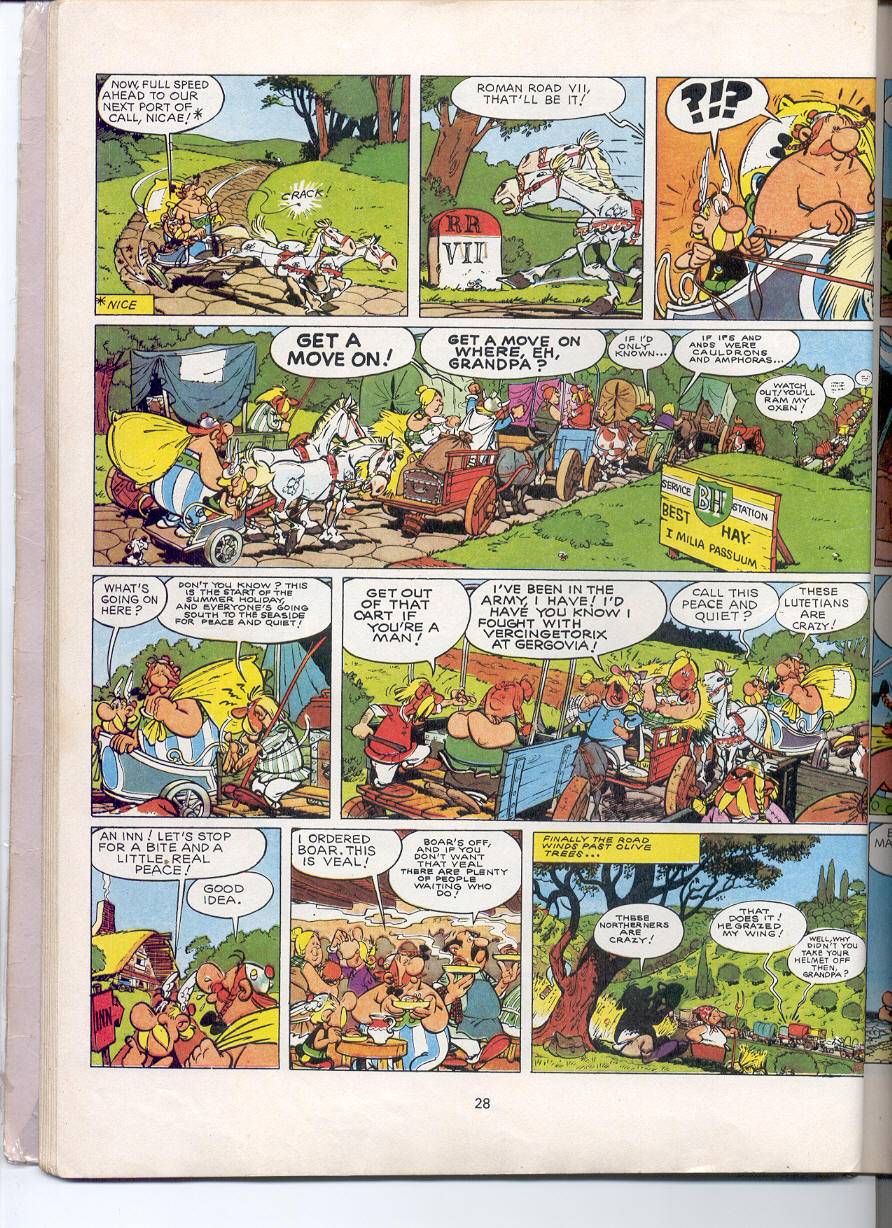 NOW, FULL SPEED
AHEAD TO OUR
NEXT PORT OF
CALL, NICAE!*
CRACK!
*NICE
ROMAN ROAD VII,
THAT'LL BE IT!
RR
VII
?!?
GET A
MOVE ON!
GET A MOVE ON
WHERE, EH,
GRANDPA?
IF I'D
ONLY
KNOWN...
IF IFS AND
ANDS WERE
CAULDRONS
AND AMPHORAS...
WATCH
OUT! YOU'LL
RAM MY
OXEN!
SERVICE BH STATION
BEST HAY
I MILIA PASSUUM
WHAT'S
GOING ON
HERE?
DON'T YOU KNOW? THIS
IS THE START OF THE
SUMMER HOLIDAY,
AND EVERYONE'S GOING
SOUTH TO THE SEASIDE
FOR PEACE AND QUIET!
GET OUT
OF THAT
CART IF
YOU'RE A
MAN!
I'VE BEEN IN THE
ARMY, I HAVE! I'D
HAVE YOU KNOW I
FOUGHT WITH
VERCINGETORIX
AT GERGOVIA!
CALL THIS
PEACE AND
QUIET?
THESE
LUTETIANS
ARE
CRAZY!
AN INN! LET'S STOP
FOR A BITE AND A
LITTLE REAL
PEACE!
GOOD
IDEA.
INN
I ORDERED
BOAR. THIS
IS VEAL!
BOAR'S OFF,
AND IF YOU
DON'T WANT
THAT VEAL
THERE ARE PLENTY
OF PEOPLE
WAITING WHO
DO!
FINALLY THE ROAD
WINDS PAST OLIVE
TREES...
THESE
NORTHERNERS
ARE
CRAZY!
THAT
DOES IT!
HE GRAZED
MY WING!
WELL, WHY
DIDN'T YOU
TAKE YOUR
HELMET OFF
THEN,
GRANDPA?
28